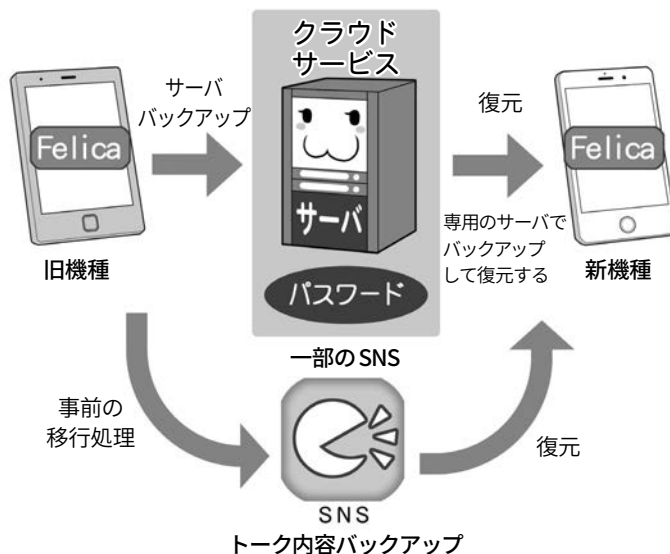 クラウド
サービス
サーバ
バックアップ
復元
Felica
Felica
サーバ
専用のサーバで
バックアップ
して復元する
旧機種
新機種
パスワード
一部のSNS
事前の
移行処理
復元
SNS
トーク内容バックアップ